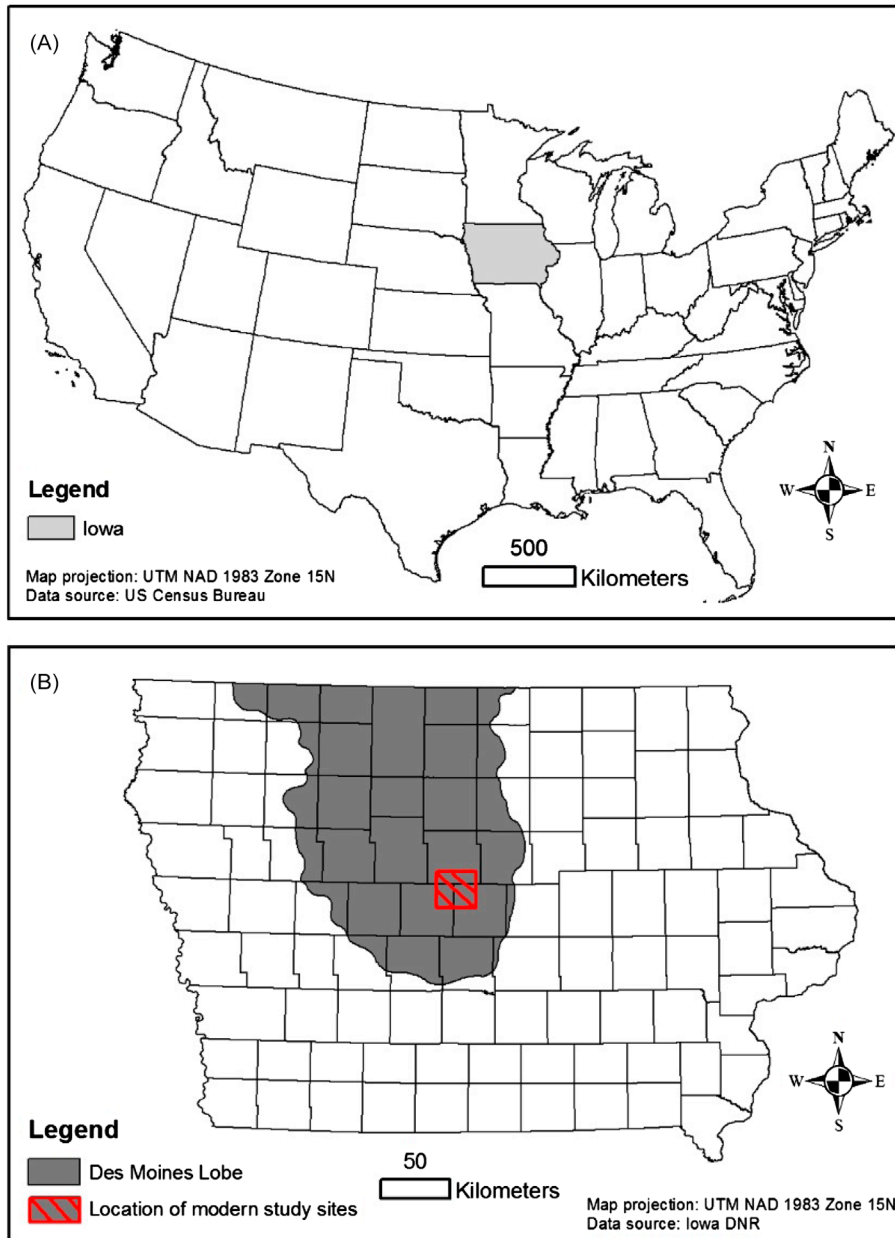 (A)
N
W E
S
Legend
Iowa
500
Kilometers
Map projection: UTM NAD 1983 Zone 15N
Data source: US Census Bureau
(B)
N
W E
S
Legend
Des Moines Lobe
Location of modern study sites
50
Kilometers
Map projection: UTM NAD 1983 Zone 15N
Data source: Iowa DNR